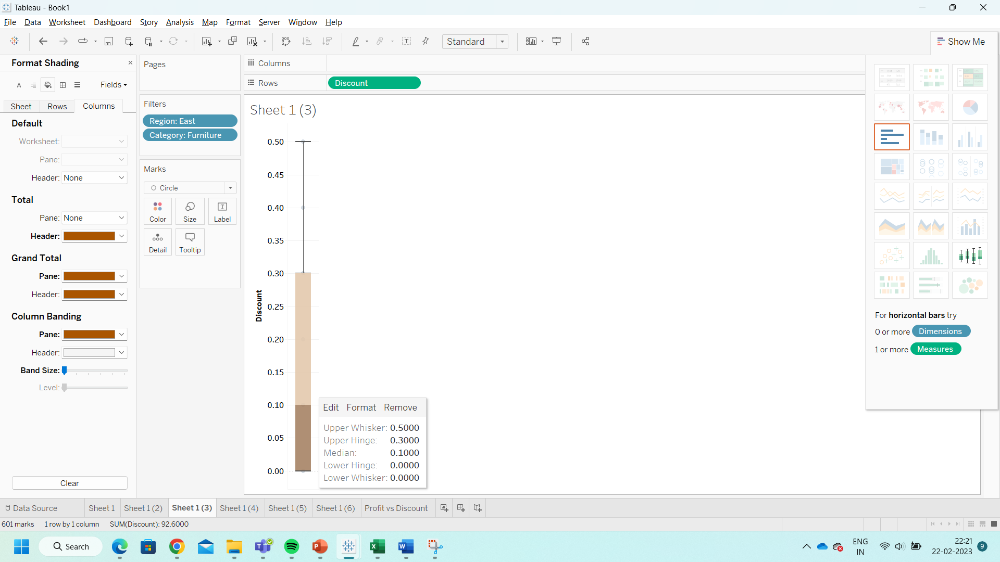 Tableau - Book1
File Data Worksheet Dashboard Story Analysis Map Format Server Window Help
Standard
Show Me
Format Shading
Fields
Sheet Rows Columns
Default
Worksheet:
Pane:
Header: None
Total
Pane: None
Header:
Grand Total
Pane:
Header:
Column Banding
Pane:
Header:
Band Size:
Level:
Clear
Pages
Filters
Region: East
Category: Furniture
Marks
Circle
Color Size Label
Detail Tooltip
Columns
Rows Discount
Sheet 1 (3)
0.50
0.45
0.40
0.35
0.30
0.25
0.20
0.15
0.10
0.05
0.00
Discount
Edit Format Remove
Upper Whisker: 0.5000
Upper Hinge: 0.3000
Median: 0.1000
Lower Hinge: 0.0000
Lower Whisker: 0.0000
For horizontal bars try
0 or more Dimensions
1 or more Measures
Data Source Sheet 1 Sheet 1 (2) Sheet 1 (3) Sheet 1 (4) Sheet 1 (5) Sheet 1 (6) Profit vs Discount
601 marks 1 row by 1 column SUM(Discount): 92.6000
Search
ENG
IN
22:21
22-02-2023
9